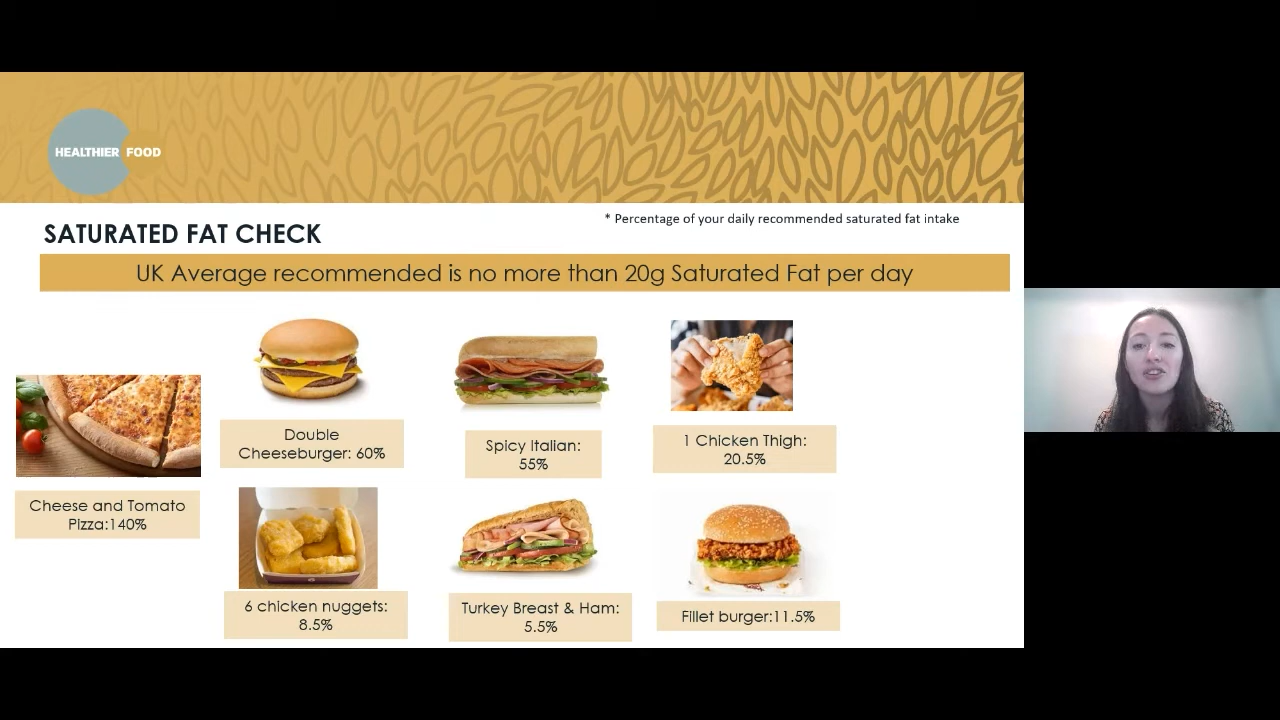 HEALTHIER FOOD
* Percentage of your daily recommended saturated fat intake
SATURATED FAT CHECK
UK Average recommended is no more than 20g Saturated Fat per day
Cheese and Tomato
Pizza:140%
Double
Cheeseburger: 60%
Spicy Italian:
55%
1 Chicken Thigh:
20.5%
6 chicken nuggets:
8.5%
Turkey Breast & Ham:
5.5%
Fillet burger:11.5%